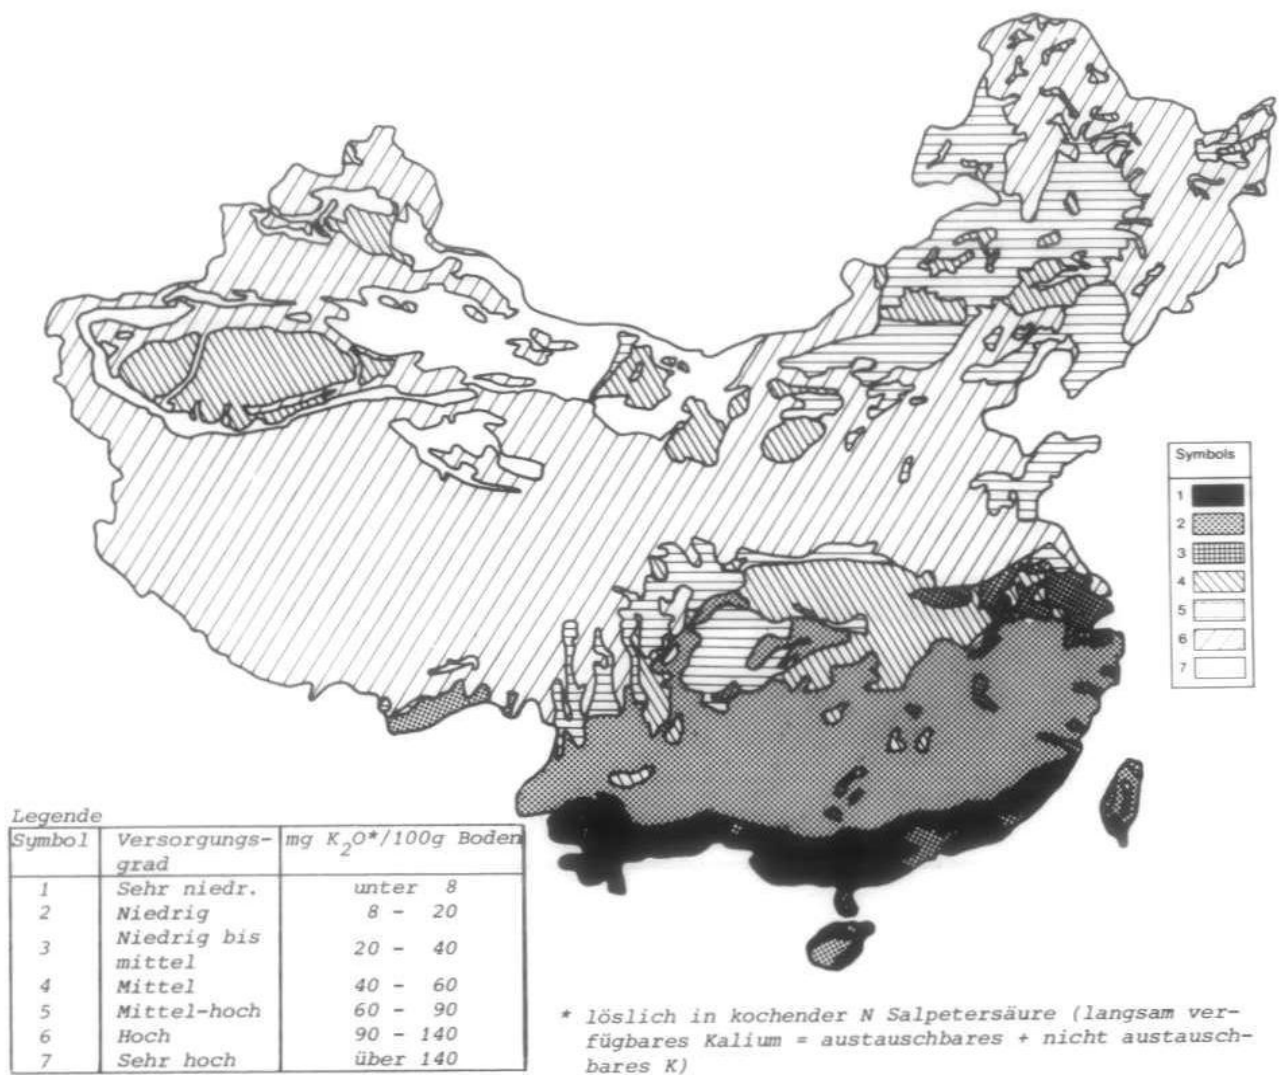 Symbols
1
2
3
4
5
6
7
Legende
Symbol Versorgungs- mg K₂O*/100g Boden
grad
1 Sehr niedr. unter 8
2 Niedrig 8 - 20
3 Niedrig bis 20 - 40
mittel
4 Mittel 40 - 60
5 Mittel-hoch 60 - 90
6 Hoch 90 - 140
7 Sehr hoch über 140
* löslich in kochender N Salpetersäure (langsam ver-
fügbares Kalium = austauschbares + nicht austausch-
bares K)